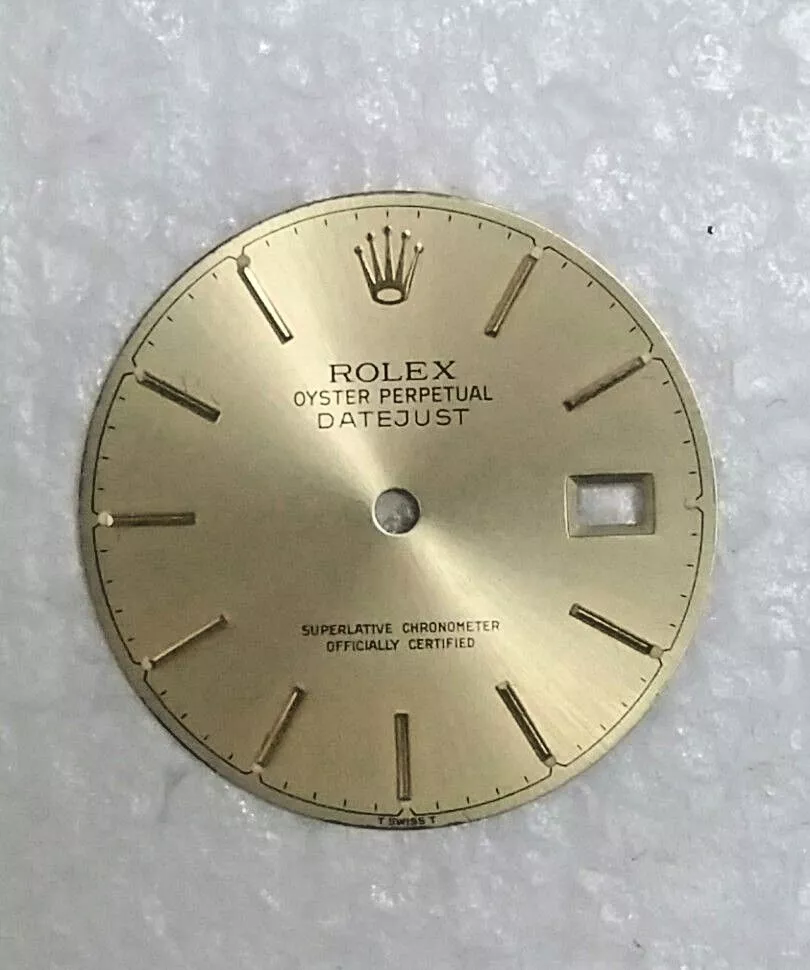 ROLEX
OYSTER PERPETUAL
DATEJUST
SUPERLATIVE CHRONOMETER
OFFICIALLY CERTIFIED
T SWISS T